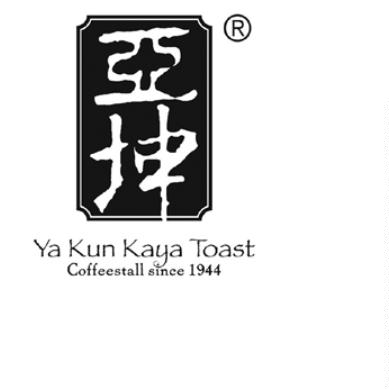 亞
坤
®
Ya Kun Kaya Toast
Coffeestall since 1944